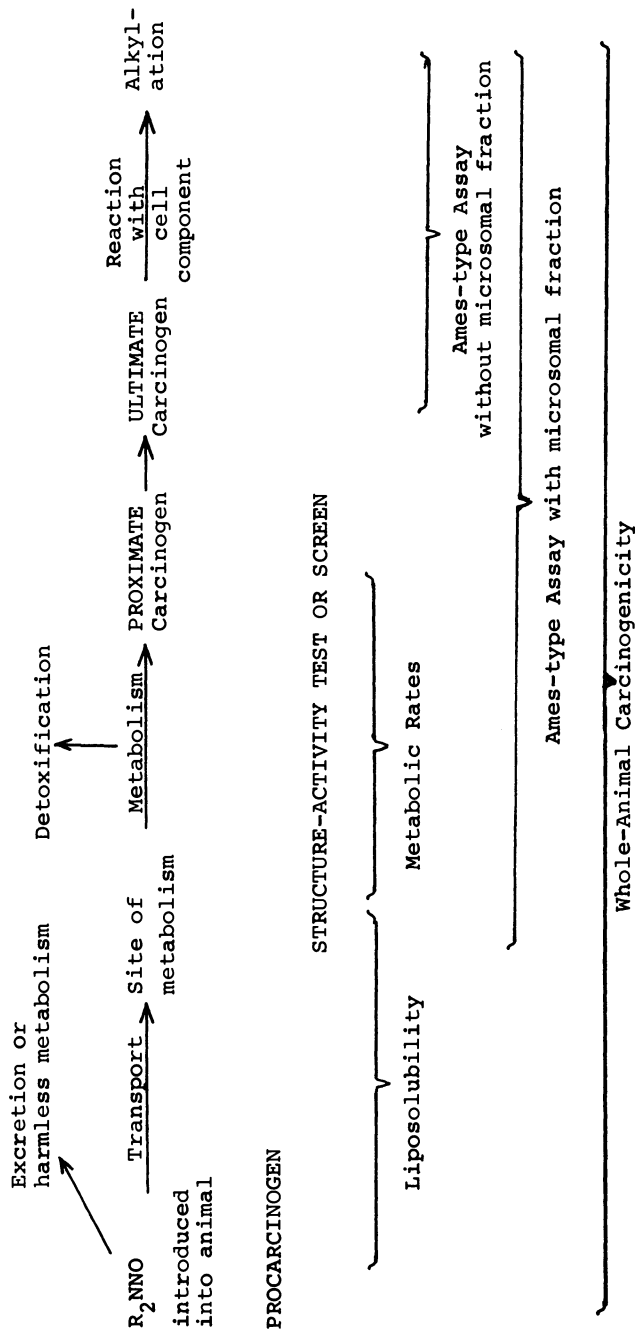 Excretion or
harmless metabolism
Detoxification
R2NNO
introduced
into animal
Transport
Site of
metabolism
Metabolism
PROXIMATE
Carcinogen
ULTIMATE
Carcinogen
Reaction
with
cell
component
Alkyl-
ation
PROCARCINOGEN
STRUCTURE-ACTIVITY TEST OR SCREEN
Liposolubility
Metabolic Rates
Ames-type Assay
without microsomal fraction
Ames-type Assay with microsomal fraction
Whole-Animal Carcinogenicity